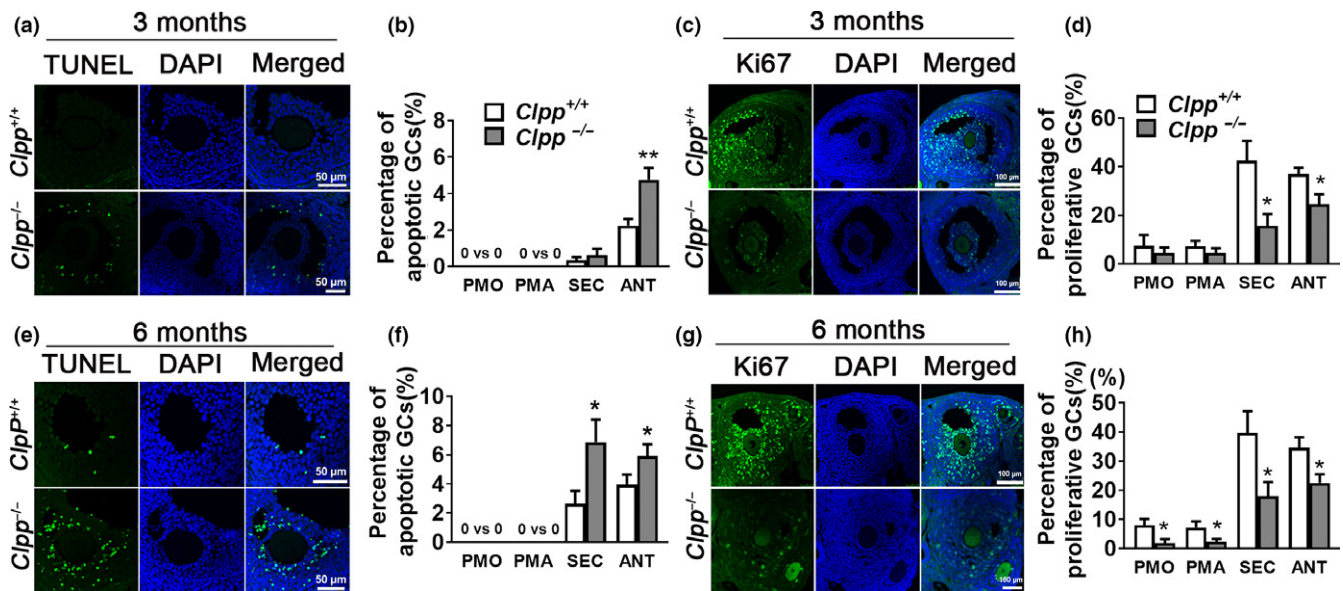 (a) 3 months
TUNEL DAPI Merged
Clpp+/+
50 µm
Clpp−/−
50 µm
(b)
Percentage of apoptotic GCs(%)
Clpp+/+
Clpp −/−
8
6
4
2
0
**
0 vs 0 0 vs 0
PMO PMA SEC ANT
(c) 3 months
Ki67 DAPI Merged
Clpp+/+
100 µm
Clpp−/−
100 µm
(d)
Percentage of proliferative GCs(%)
Clpp+/+
Clpp −/−
60
40
20
0
* *
PMO PMA SEC ANT
(e) 6 months
TUNEL DAPI Merged
ClpP+/+
50 µm
Clpp−/−
50 µm
(f)
Percentage of apoptotic GCs(%)
10
8
6
4
2
0
* *
0 vs 0 0 vs 0
PMO PMA SEC ANT
(g) 6 months
Ki67 DAPI Merged
ClpP+/+
100 µm
Clpp−/−
100 µm
(h)
Percentage of proliferative GCs(%)
(%)
50
40
30
20
10
0
* * * *
PMO PMA SEC ANT